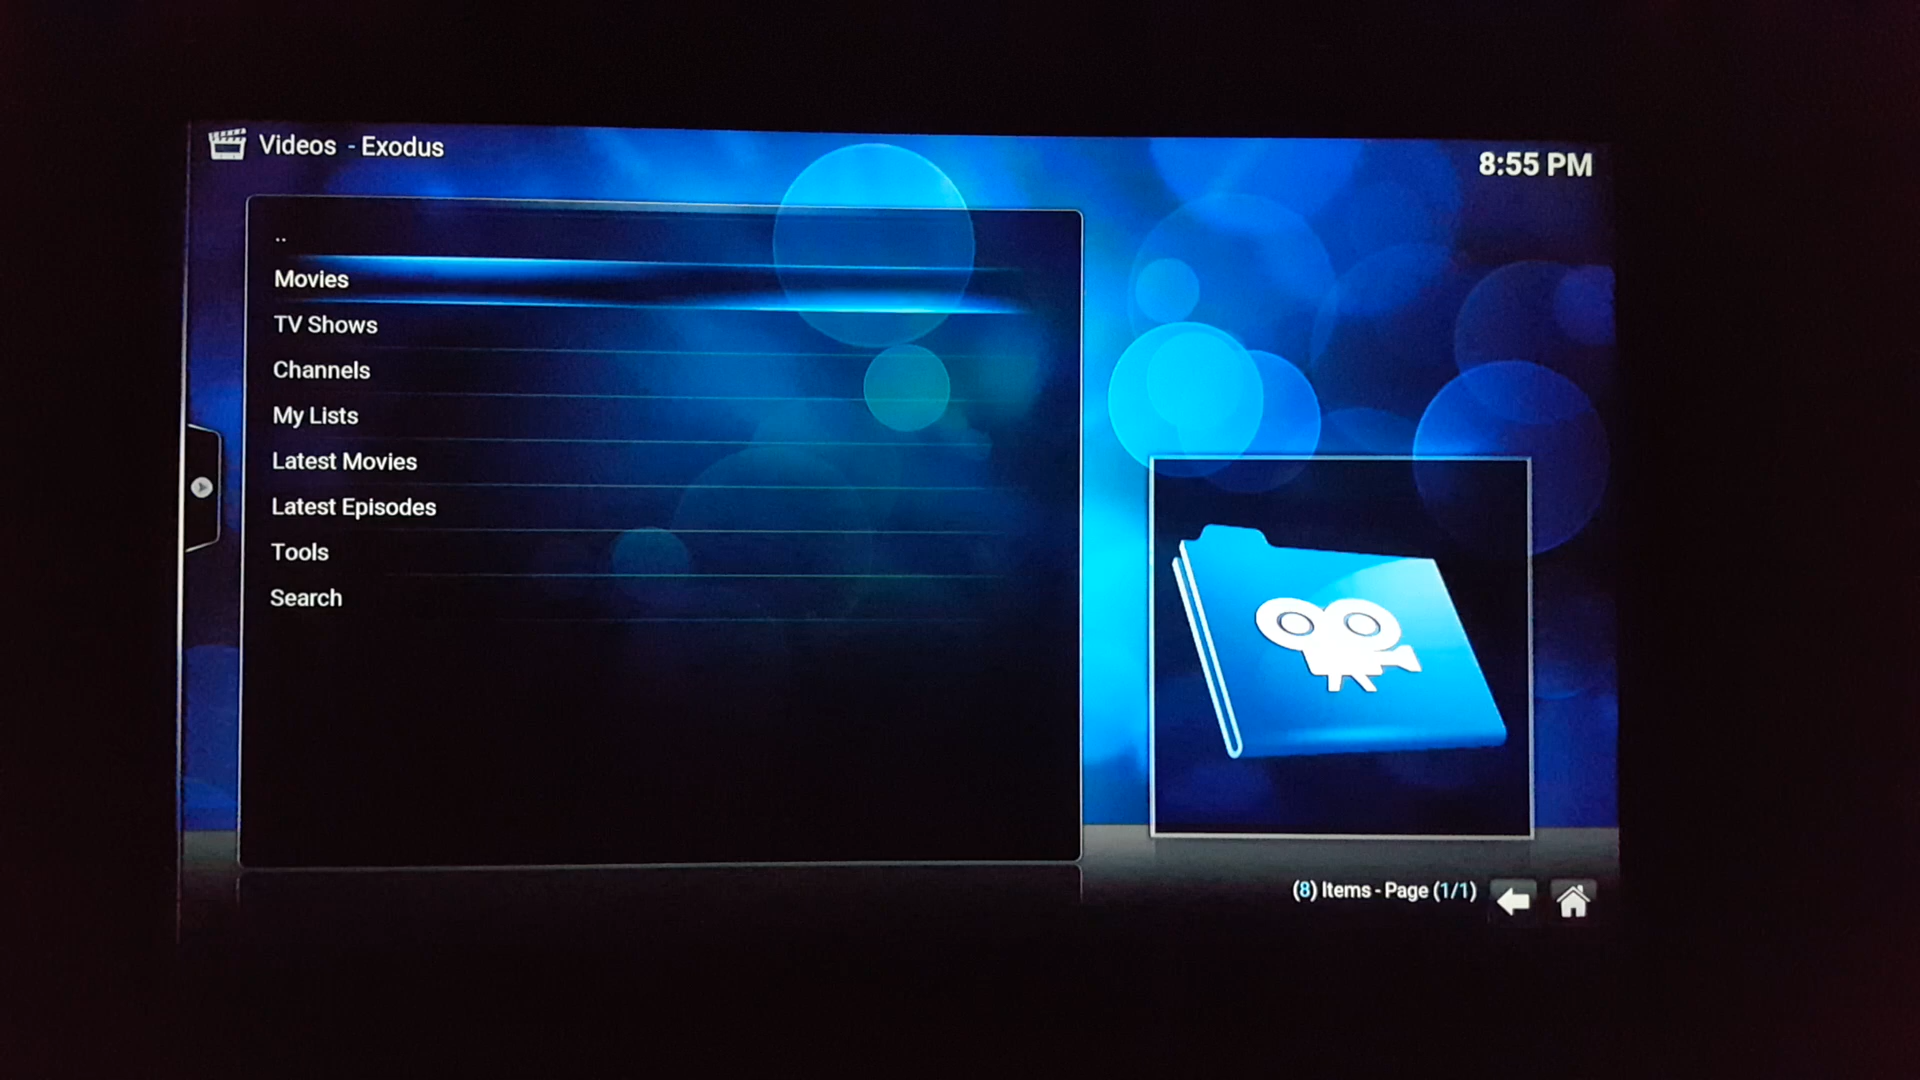 Videos - Exodus
8:55 PM
..
Movies
TV Shows
Channels
My Lists
Latest Movies
Latest Episodes
Tools
Search
(8) Items - Page (1/1)